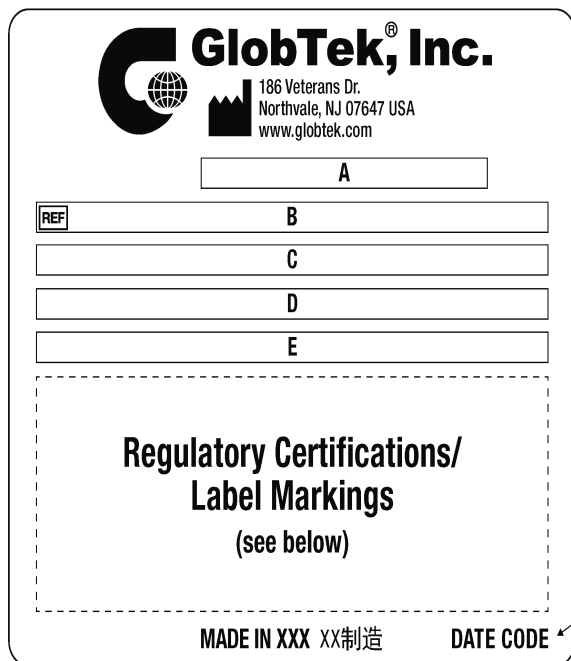 GlobTek, Inc.®
186 Veterans Dr.
Northvale, NJ 07647 USA
www.globtek.com
A
REF B
C
D
E
Regulatory Certifications/
Label Markings
(see below)
MADE IN XXX XX制造 DATE CODE